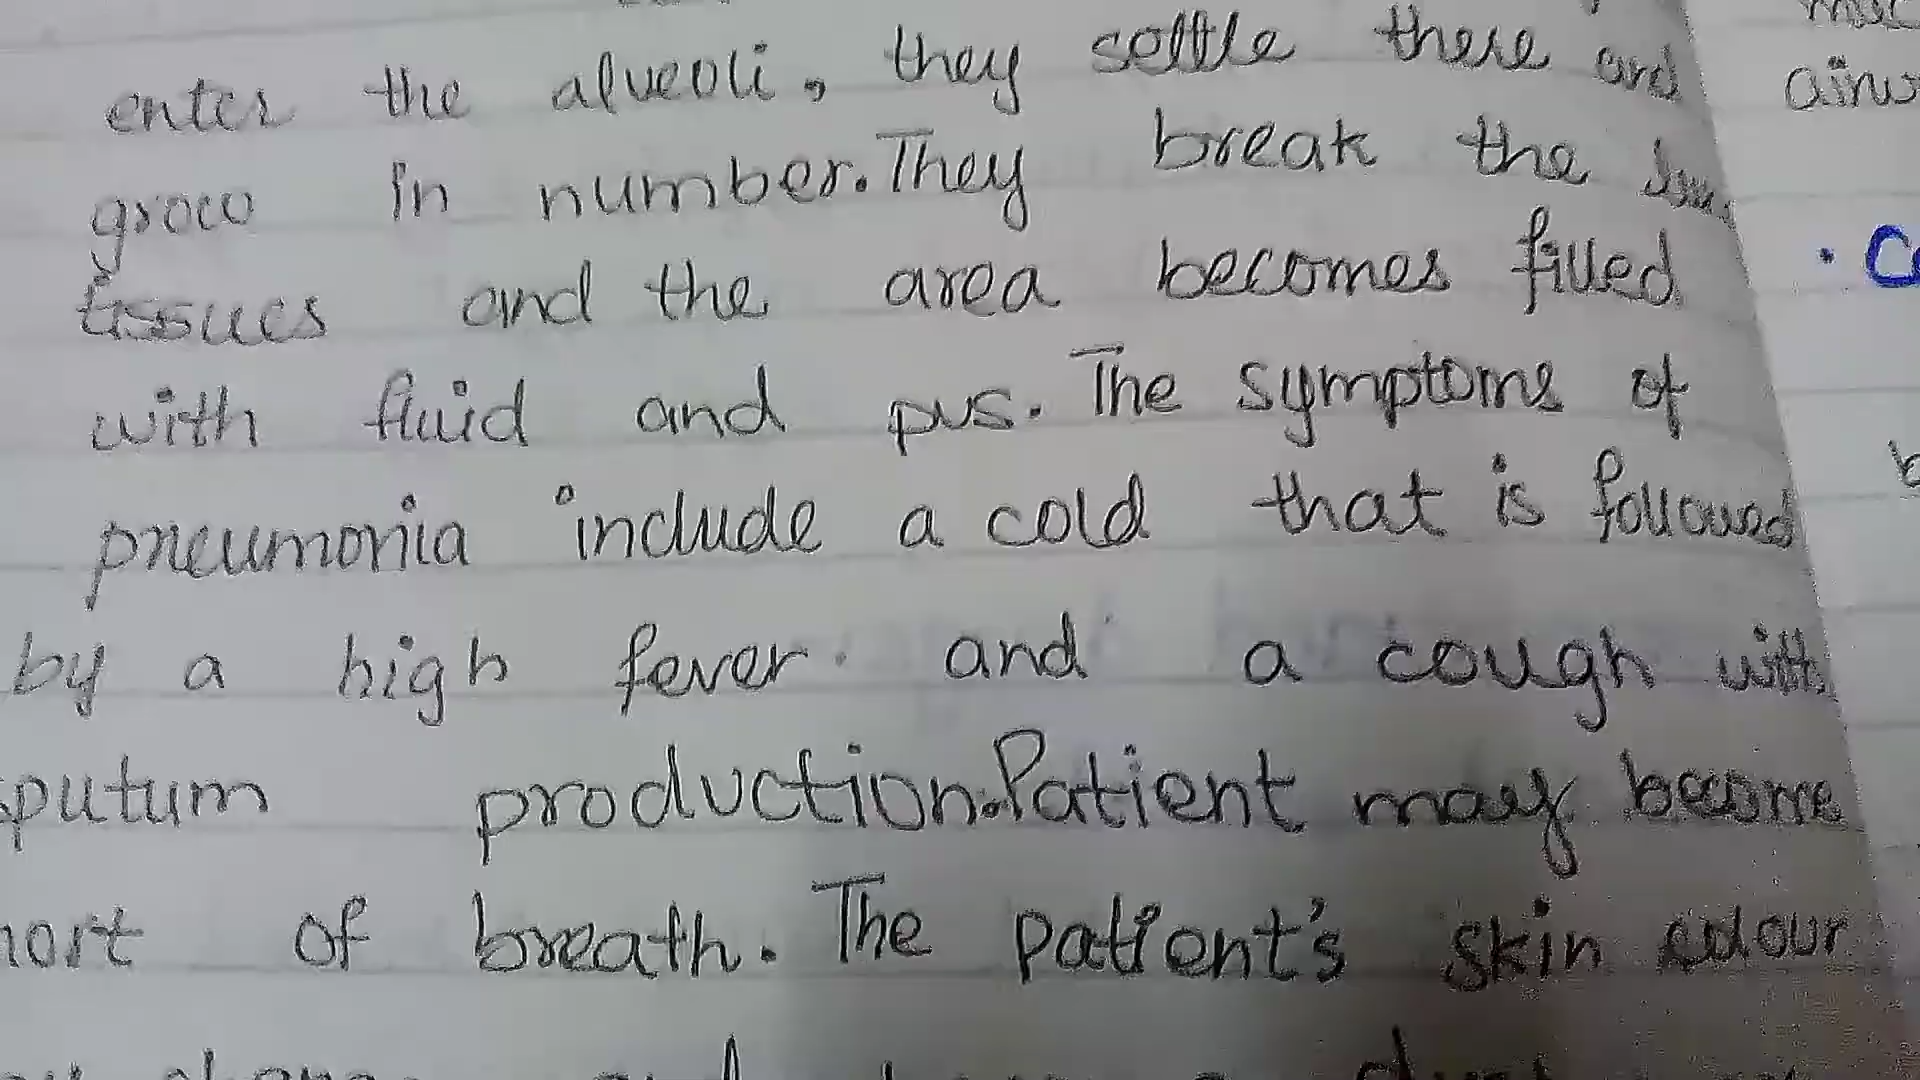 enter the alveoli, they settle there and
grow in number. They break the
tissues and the area becomes filled
with fluid and pus. The symptoms of
pneumonia include a cold that is followed
by a high fever and a cough with
putum production. Patient may become
hort of breath. The patient's skin colour